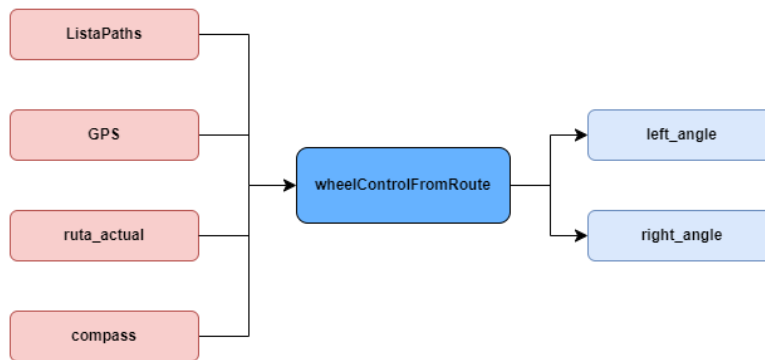 ListaPaths
GPS
ruta_actual
compass
wheelControlFromRoute
left_angle
right_angle